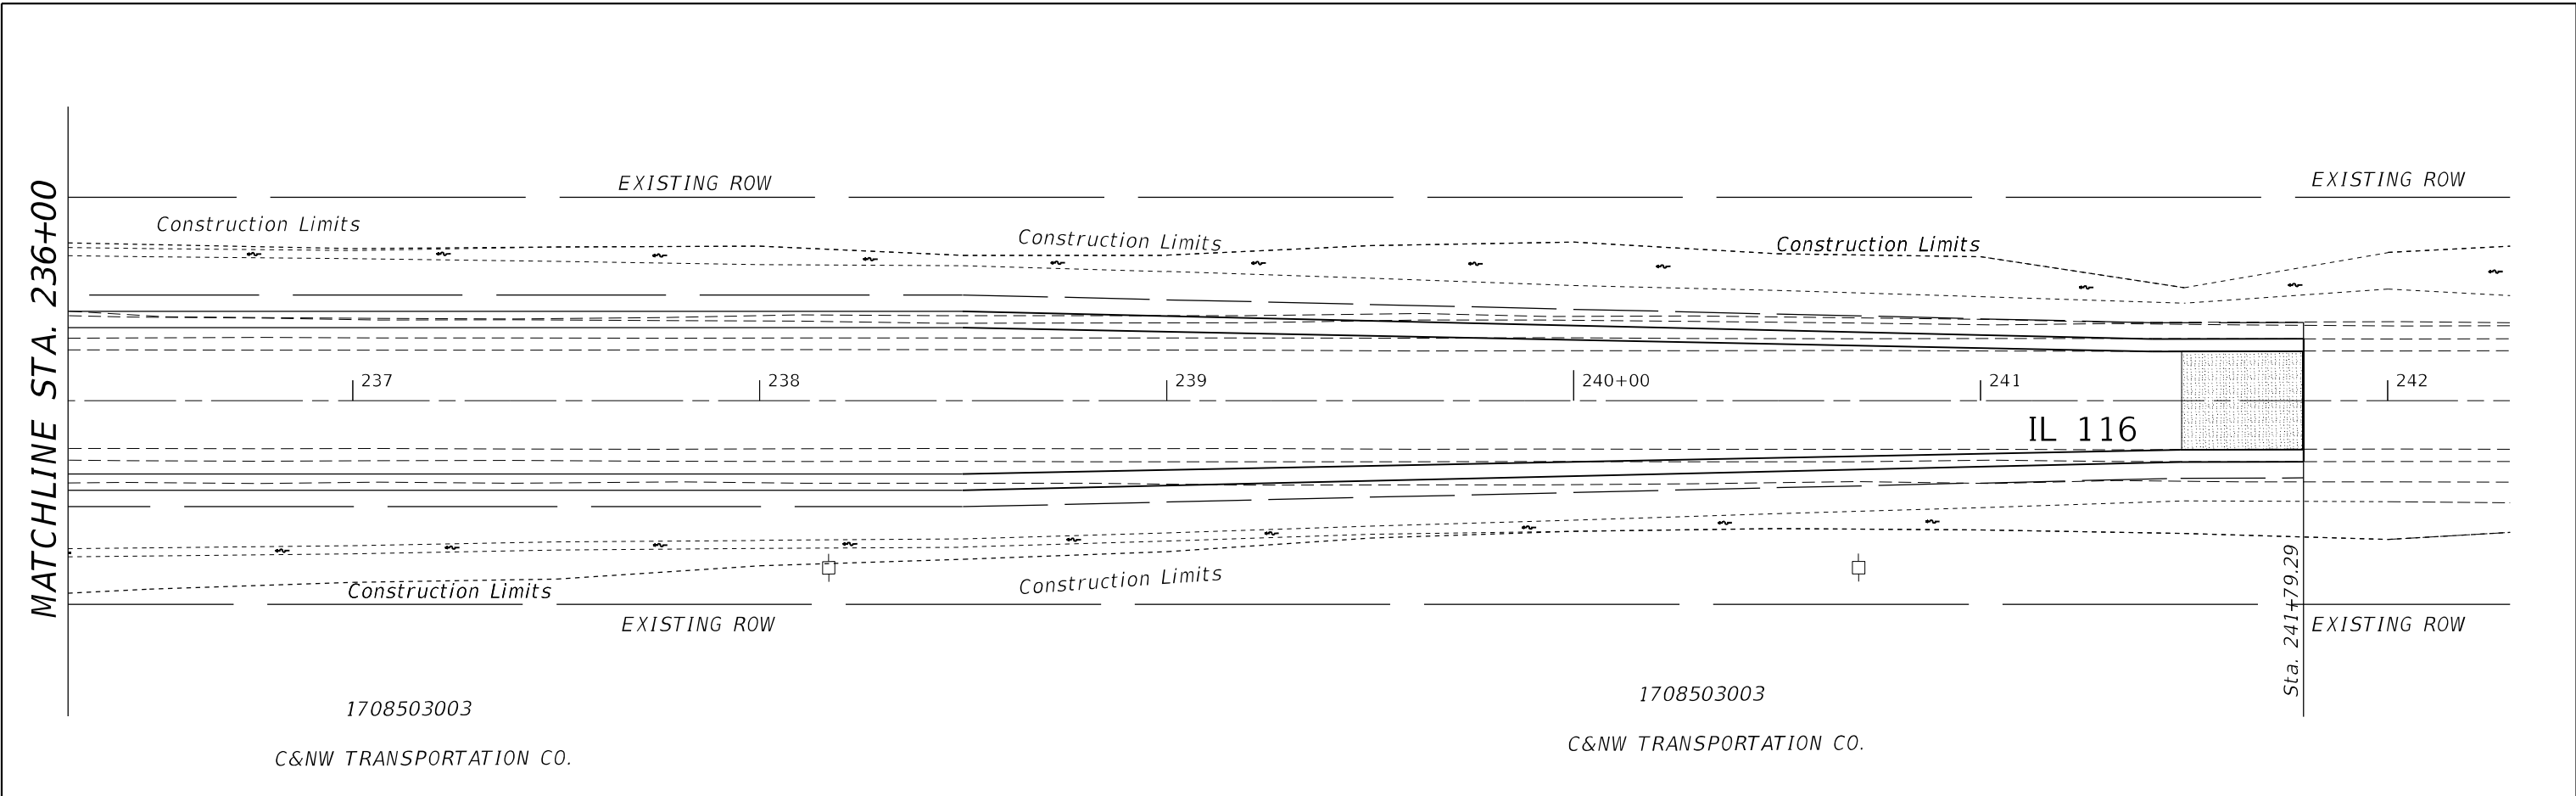 MATCHLINE STA. 236+00
EXISTING ROW
EXISTING ROW
Construction Limits
Construction Limits
Construction Limits
237
238
239
240+00
241
242
IL 116
Construction Limits
Construction Limits
EXISTING ROW
Sta. 241+79.29
EXISTING ROW
1708503003
C&NW TRANSPORTATION CO.
1708503003
C&NW TRANSPORTATION CO.